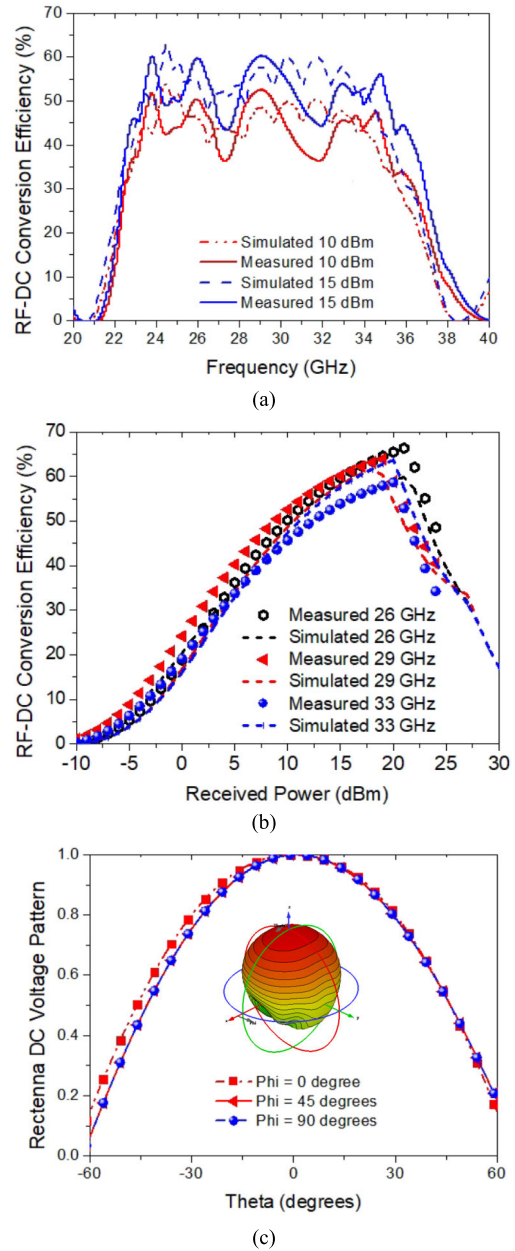 RF-DC Conversion Efficiency (%)
70
60
50
40
30
20
10
0
Simulated 10 dBm
Measured 10 dBm
Simulated 15 dBm
Measured 15 dBm
20 22 24 26 28 30 32 34 36 38 40
Frequency (GHz)
(a)
RF-DC Conversion Efficiency (%)
70
60
50
40
30
20
10
0
Measured 26 GHz
Simulated 26 GHz
Measured 29 GHz
Simulated 29 GHz
Measured 33 GHz
Simulated 33 GHz
-10 -5 0 5 10 15 20 25 30
Received Power (dBm)
(b)
Rectenna DC Voltage Pattern
1.0
0.8
0.6
0.4
0.2
0.0
Phi = 0 degree
Phi = 45 degrees
Phi = 90 degrees
-60 -30 0 30 60
Theta (degrees)
(c)